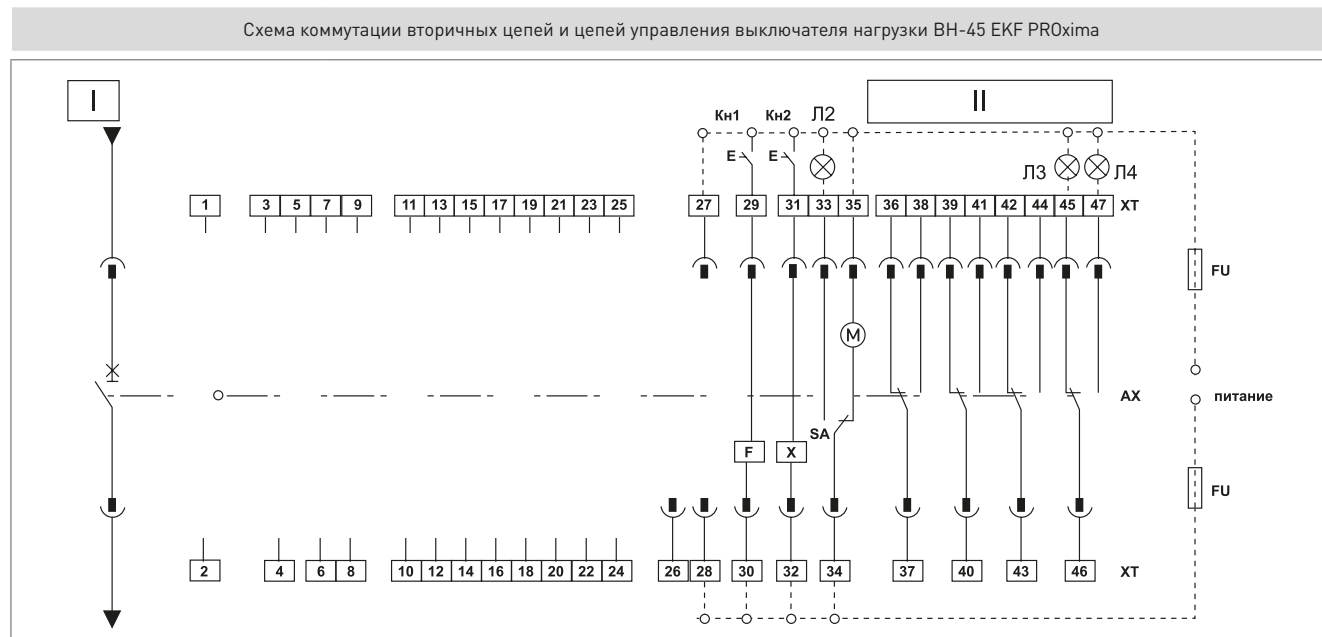 Схема коммутации вторичных цепей и цепей управления выключателя нагрузки ВН-45 EKF PROxima
I
II
Кн1 Кн2 Л2
E E Л3 Л4
1 3 5 7 9 11 13 15 17 19 21 23 25 27 29 31 33 35 36 38 39 41 42 44 45 47 XT
FU
M
AX питание
SA
F X
FU
2 4 6 8 10 12 14 16 18 20 22 24 26 28 30 32 34 37 40 43 46 XT